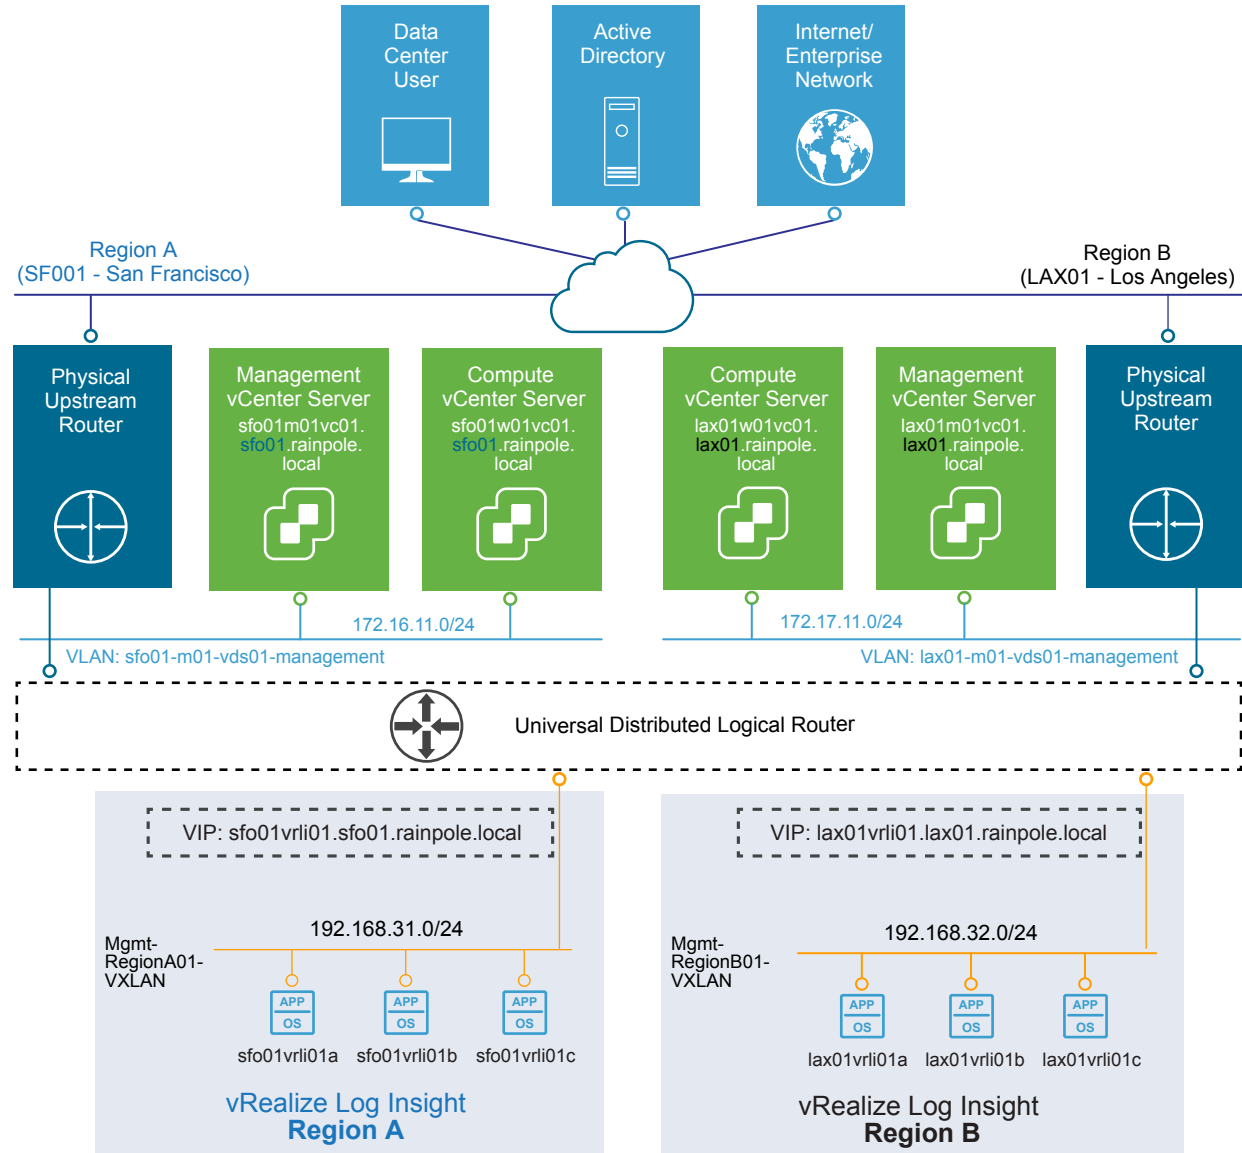 Data
Center
User
Active
Directory
Internet/
Enterprise
Network
Region A
(SF001 - San Francisco)
Region B
(LAX01 - Los Angeles)
Physical
Upstream
Router
Management
vCenter Server
sfo01m01vc01.
sfo01.rainpole.
local
Compute
vCenter Server
sfo01w01vc01.
sfo01.rainpole.
local
Compute
vCenter Server
lax01w01vc01.
lax01.rainpole.
local
Management
vCenter Server
lax01m01vc01.
lax01.rainpole.
local
Physical
Upstream
Router
172.16.11.0/24
VLAN: sfo01-m01-vds01-management
172.17.11.0/24
VLAN: lax01-m01-vds01-management
Universal Distributed Logical Router
VIP: sfo01vrli01.sfo01.rainpole.local
192.168.31.0/24
Mgmt-
RegionA01-
VXLAN
APP
OS
APP
OS
APP
OS
sfo01vrli01a
sfo01vrli01b
sfo01vrli01c
vRealize Log Insight
Region A
VIP: lax01vrli01.lax01.rainpole.local
192.168.32.0/24
Mgmt-
RegionB01-
VXLAN
APP
OS
APP
OS
APP
OS
lax01vrli01a
lax01vrli01b
lax01vrli01c
vRealize Log Insight
Region B